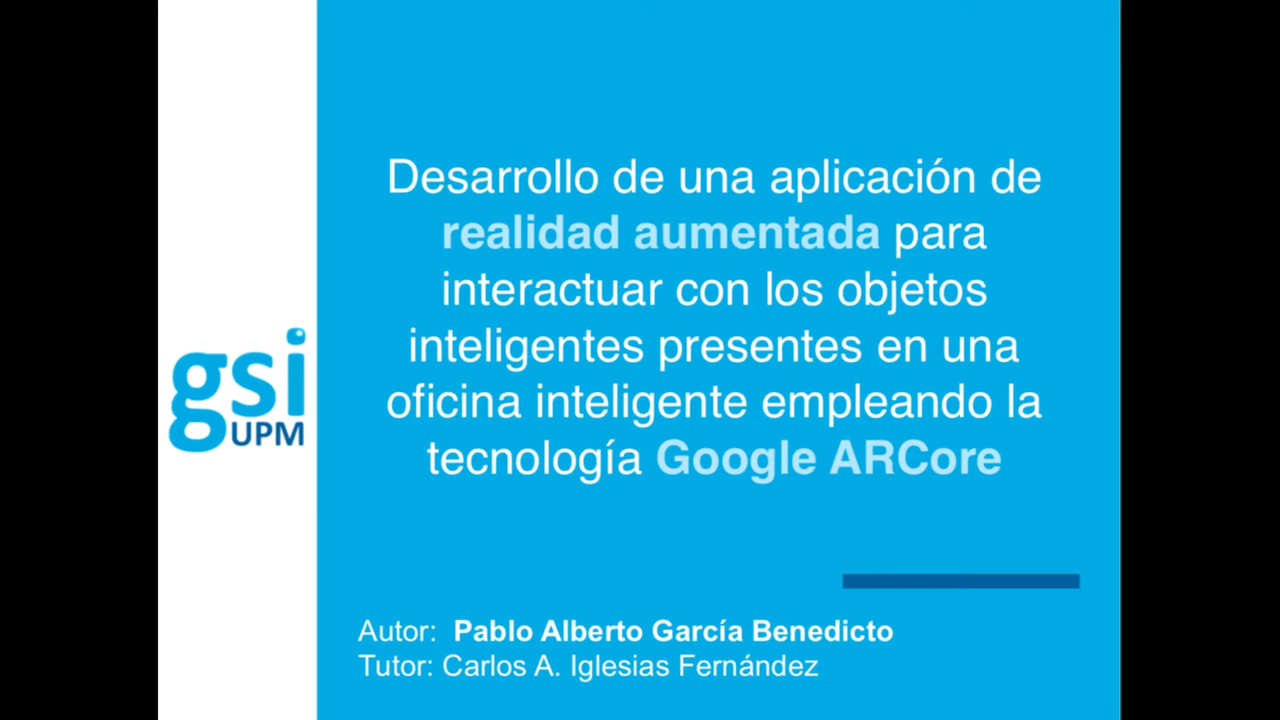 Desarrollo de una aplicación de
realidad aumentada para
interactuar con los objetos
inteligentes presentes en una
oficina inteligente empleando la
tecnología Google ARCore
gsi
UPM
Autor: Pablo Alberto García Benedicto
Tutor: Carlos A. Iglesias Fernández